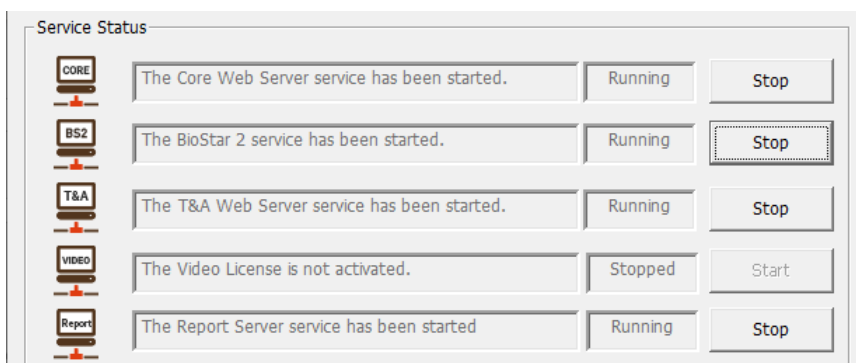 Service Status
CORE The Core Web Server service has been started. Running Stop
BS2 The BioStar 2 service has been started. Running Stop
T&A The T&A Web Server service has been started. Running Stop
VIDEO The Video License is not activated. Stopped Start
Report The Report Server service has been started Running Stop